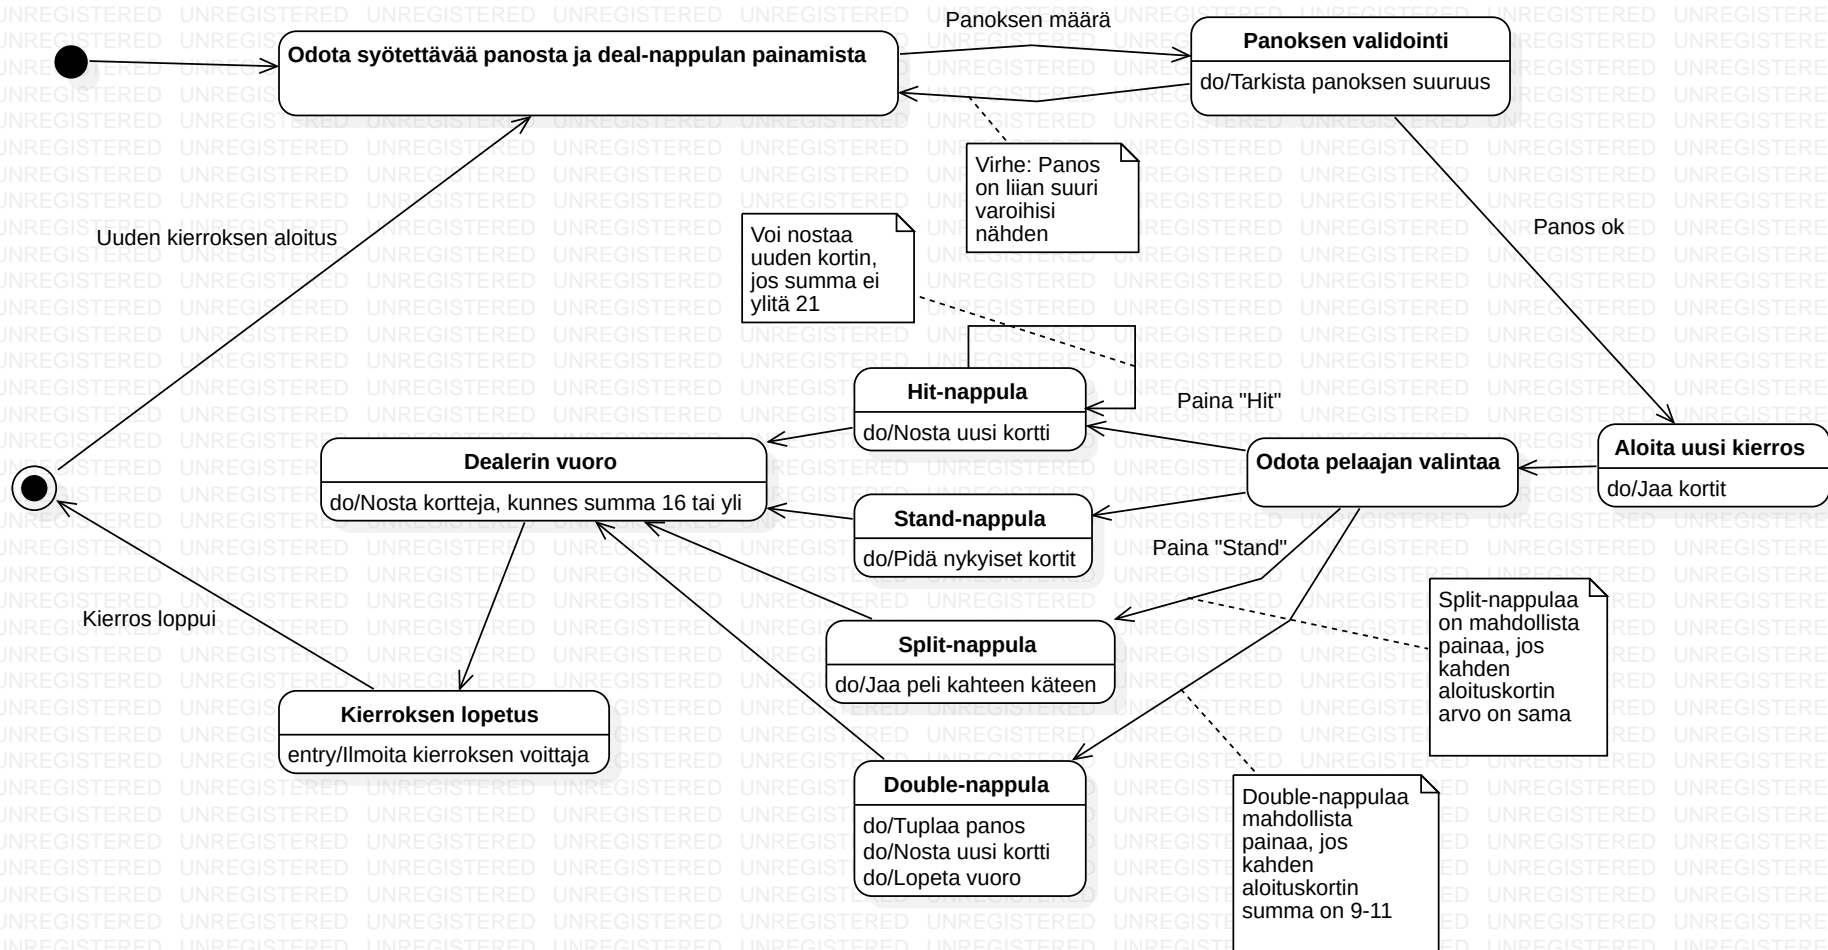 Panoksen määrä
Odota syötettävää panosta ja deal-nappulan painamista
Panoksen validointi
do/Tarkista panoksen suuruus
Virhe: Panos
on liian suuri
varoihisi
nähden
Uuden kierroksen aloitus
Voi nostaa
uuden kortin,
jos summa ei
ylitä 21
Panos ok
Hit-nappula
do/Nosta uusi kortti
Paina "Hit"
Dealerin vuoro
do/Nosta kortteja, kunnes summa 16 tai yli
Odota pelaajan valintaa
Aloita uusi kierros
do/Jaa kortit
Stand-nappula
do/Pidä nykyiset kortit
Paina "Stand"
Kierros loppui
Split-nappula
do/Jaa peli kahteen käteen
Split-nappulaa
on mahdollista
painaa, jos
kahden
aloituskortin
arvo on sama
Kierroksen lopetus
entry/Ilmoita kierroksen voittaja
Double-nappula
do/Tuplaa panos
do/Nosta uusi kortti
do/Lopeta vuoro
Double-nappulaa
mahdollista
painaa, jos
kahden
aloituskortin
summa on 9-11
UNREGISTERED